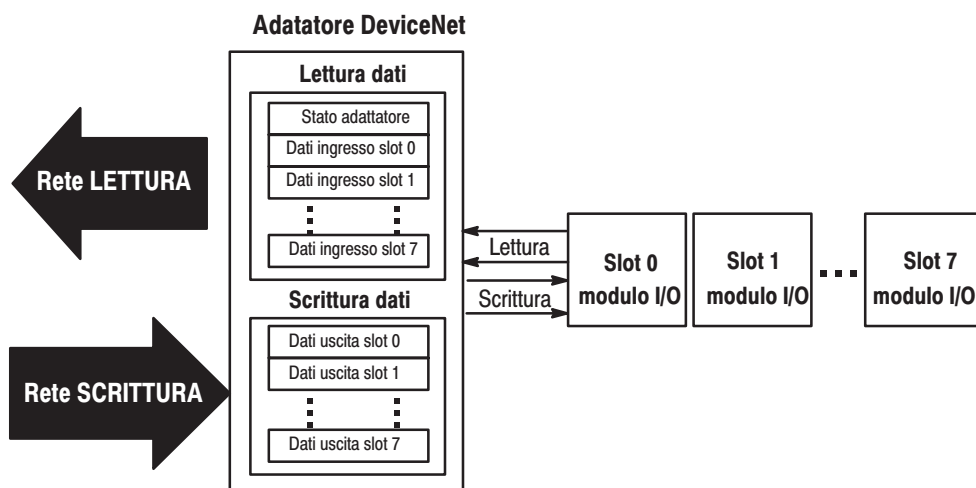 Adatatore DeviceNet
Lettura dati
Stato adattatore
Dati ingresso slot 0
Dati ingresso slot 1
Dati ingresso slot 7
Rete LETTURA
Lettura
Scrittura
Slot 0
modulo I/O
Slot 1
modulo I/O
Slot 7
modulo I/O
Scrittura dati
Dati uscita slot 0
Dati uscita slot 1
Dati uscita slot 7
Rete SCRITTURA